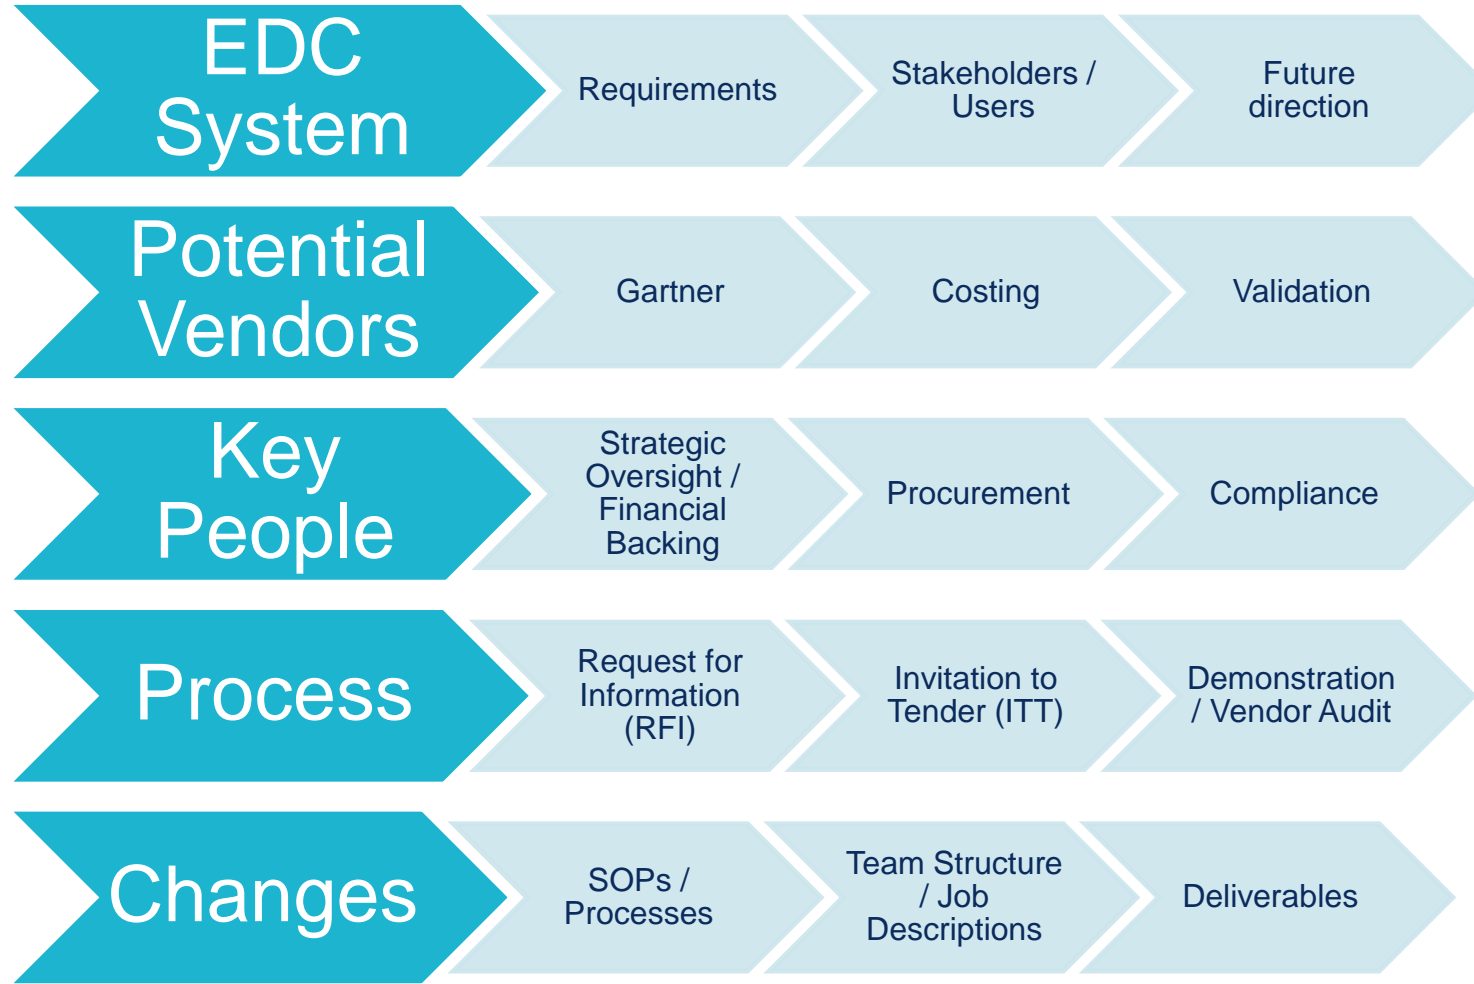 EDC
System
Requirements
Stakeholders /
Users
Future
direction
Potential
Vendors
Gartner
Costing
Validation
Key
People
Strategic
Oversight /
Financial
Backing
Procurement
Compliance
Process
Request for
Information
(RFI)
Invitation to
Tender (ITT)
Demonstration
/ Vendor Audit
Changes
SOPs /
Processes
Team Structure
/ Job
Descriptions
Deliverables